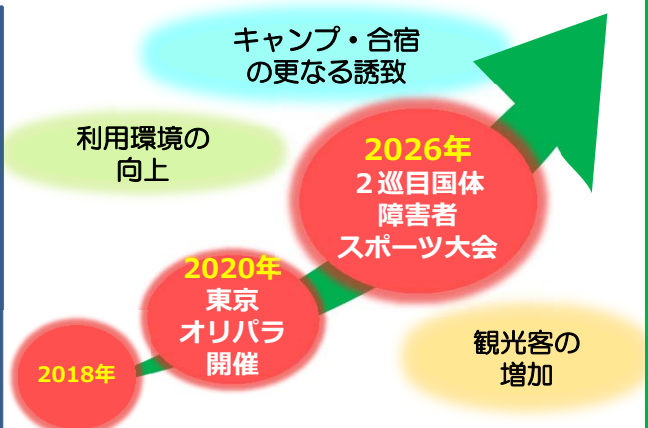 キャンプ・合宿
の更なる誘致
利用環境の
向上
2026年
２巡目国体
障害者
スポーツ大会
2020年
東京
オリパラ
開催
2018年
観光客の
増加